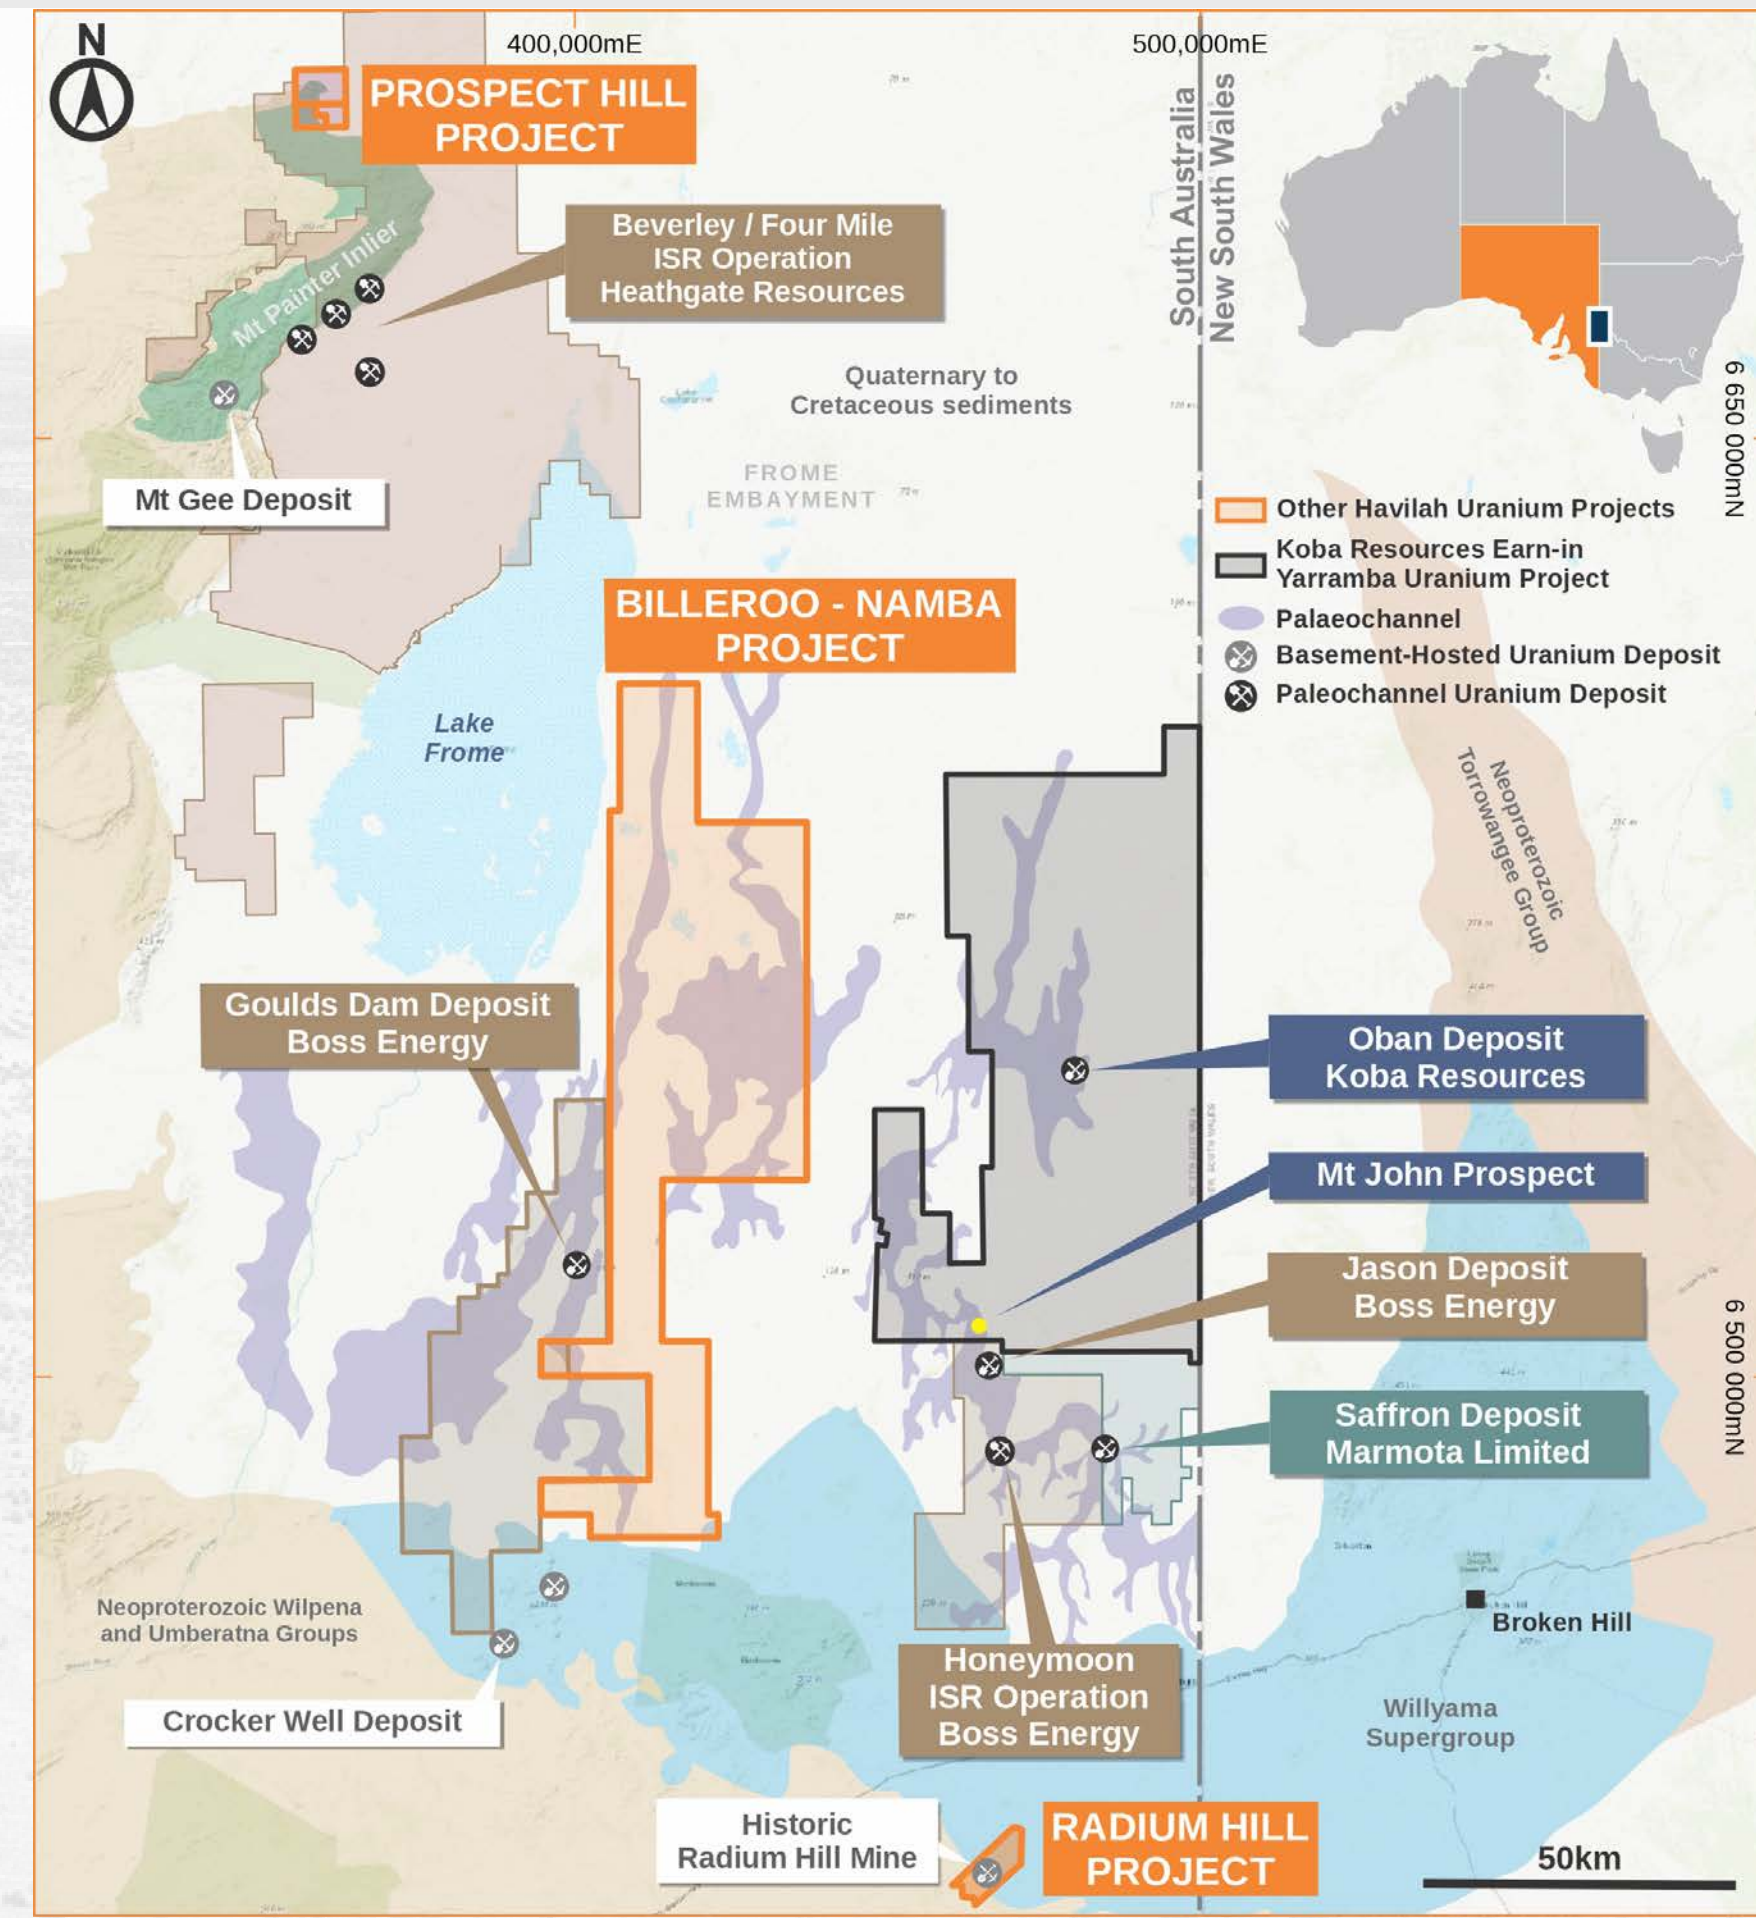 N
400,000mE
500,000mE
PROSPECT HILL
PROJECT
South Australia
New South Wales
Beverley / Four Mile
ISR Operation
Heathgate Resources
Mt Painter Inlier
Quaternary to
Cretaceous sediments
6 650 000mN
FROME
EMBAYMENT
Mt Gee Deposit
Other Havilah Uranium Projects
Koba Resources Earn-in
Yarramba Uranium Project
Palaeochannel
Basement-Hosted Uranium Deposit
Paleochannel Uranium Deposit
BILLEROO - NAMBA
PROJECT
Lake
Frome
Neoproterozoic
Torrowangee Group
Goulds Dam Deposit
Boss Energy
Oban Deposit
Koba Resources
Mt John Prospect
Jason Deposit
Boss Energy
6 500 000mN
Saffron Deposit
Marmota Limited
Neoproterozoic Wilpena
and Umberatna Groups
Broken Hill
Honeymoon
ISR Operation
Boss Energy
Crocker Well Deposit
Willyama
Supergroup
Historic
Radium Hill Mine
RADIUM HILL
PROJECT
50km